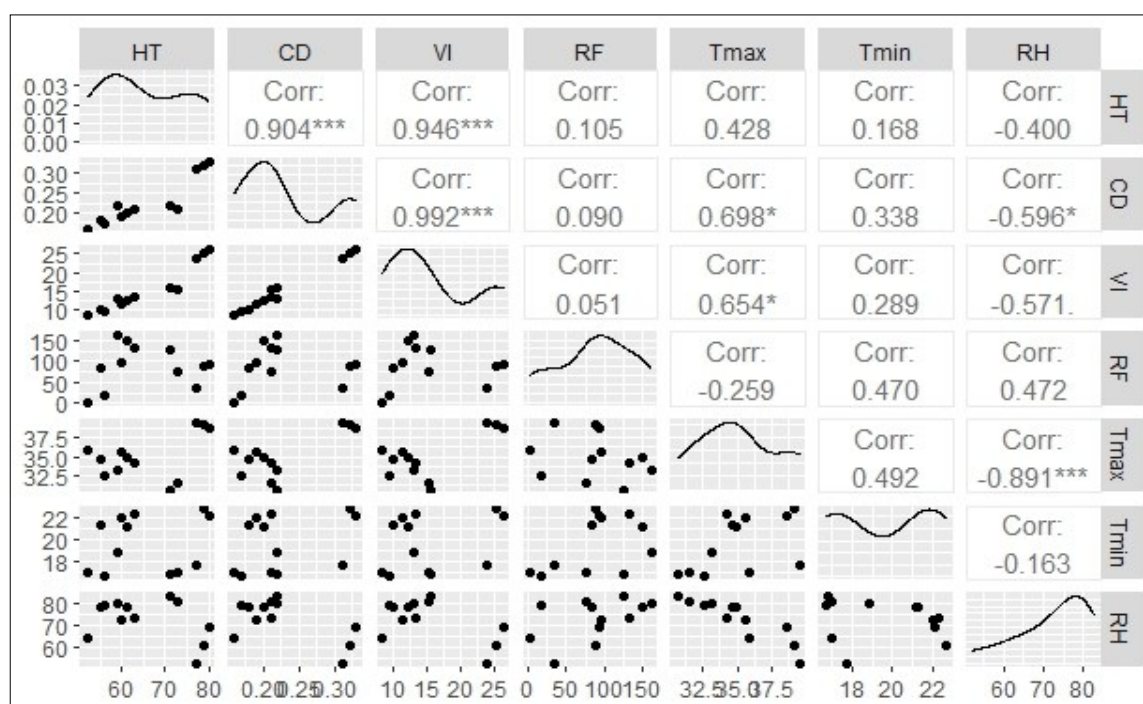 HT CD VI RF Tmax Tmin RH
0.03 Corr: Corr: Corr: Corr: Corr: Corr: HT
0.02
0.01 0.904*** 0.946*** 0.105 0.428 0.168 -0.400
0.00
0.30 Corr: Corr: Corr: Corr: Corr: CD
0.25
0.20 0.992*** 0.090 0.698* 0.338 -0.596*
25 Corr: Corr: Corr: Corr: VI
20
15 0.051 0.654* 0.289 -0.571.
10
150 Corr: Corr: Corr: RF
100
50 -0.259 0.470 0.472
0
37.5 Corr: Corr: Tmax
35.0
32.5 0.492 -0.891***
22 Corr: Tmin
20
18 -0.163
80 RH
70
60
60 70 80 0.20 0.25 0.30 10 15 20 25 0 50 100 150 32.5 35.0 37.5 18 20 22 60 70 80